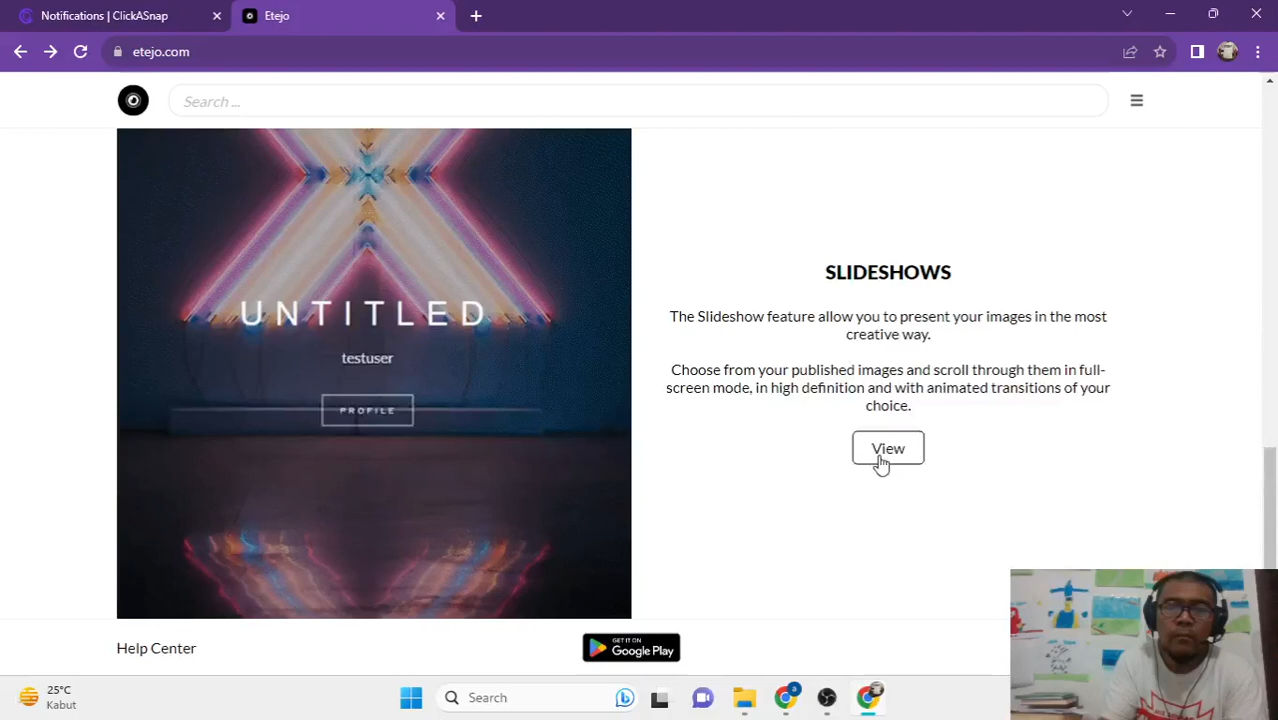 Notifications | ClickASnap
Etejo
etejo.com
Search ...
UNTITLED
testuser
PROFILE
SLIDESHOWS
The Slideshow feature allow you to present your images in the most
creative way.
Choose from your published images and scroll through them in full-
screen mode, in high definition and with animated transitions of your
choice.
View
Help Center
GET IT ON
Google Play
25°C
Kabut
Search